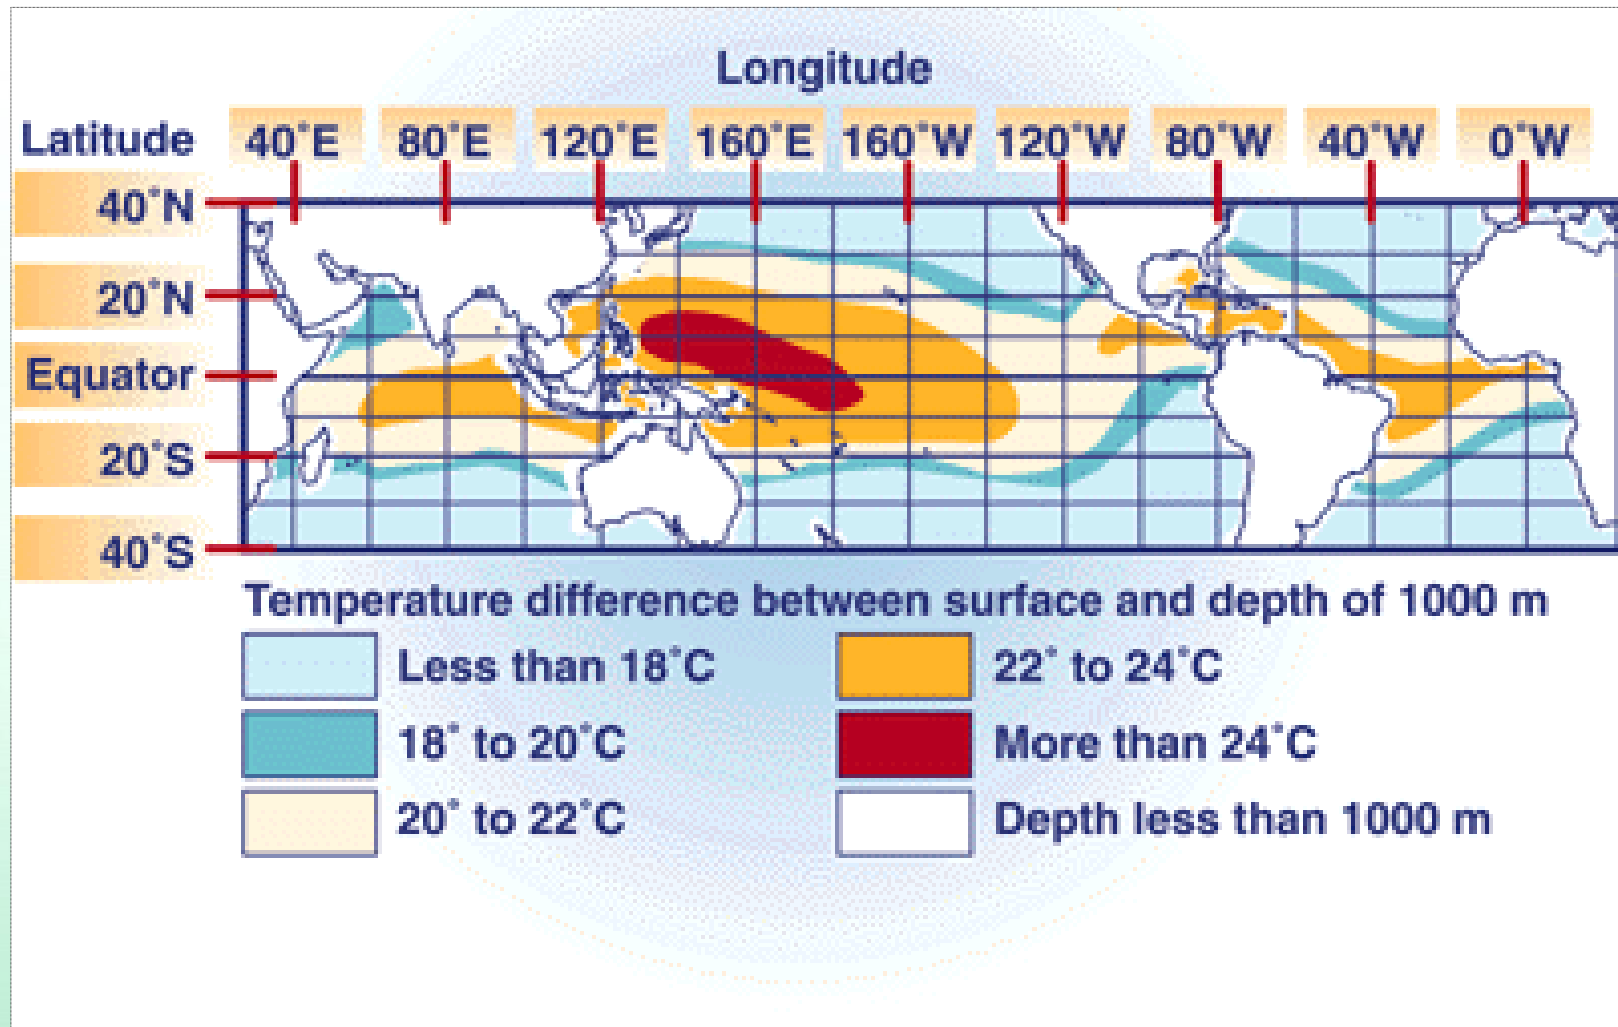 Longitude
Latitude 40˚E 80˚E 120˚E 160˚E 160˚W 120˚W 80˚W 40˚W 0˚W
40˚N
20˚N
Equator
20˚S
40˚S
Temperature difference between surface and depth of 1000 m
Less than 18˚C 22˚ to 24˚C
18˚ to 20˚C More than 24˚C
20˚ to 22˚C Depth less than 1000 m